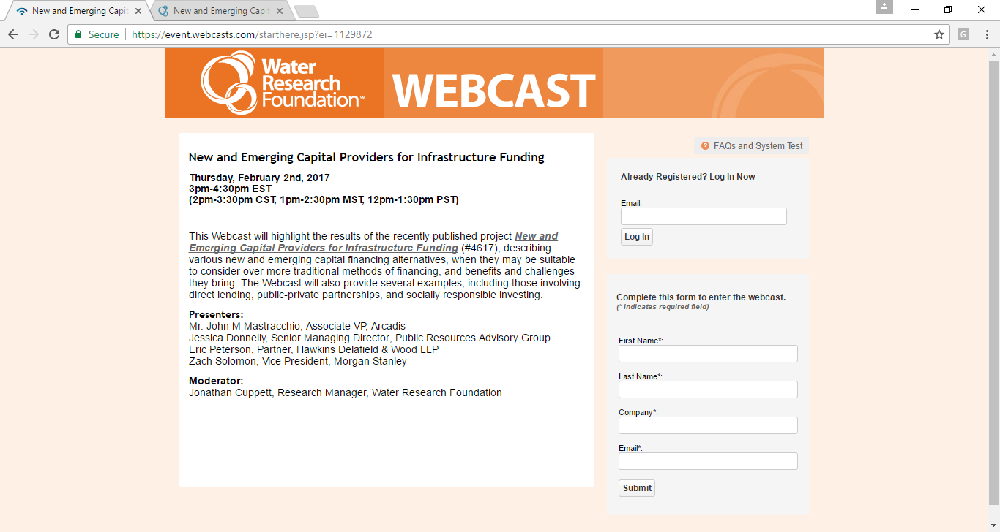 New and Emerging Capit
New and Emerging Capit
Secure
https://event.webcasts.com/starthere.jsp?ei=1129872
G
Water
Research
Foundation℠
WEBCAST
New and Emerging Capital Providers for Infrastructure Funding
Thursday, February 2nd, 2017
3pm-4:30pm EST
(2pm-3:30pm CST, 1pm-2:30pm MST, 12pm-1:30pm PST)
This Webcast will highlight the results of the recently published project New and
Emerging Capital Providers for Infrastructure Funding (#4617), describing
various new and emerging capital financing alternatives, when they may be suitable
to consider over more traditional methods of financing, and benefits and challenges
they bring. The Webcast will also provide several examples, including those involving
direct lending, public-private partnerships, and socially responsible investing.
Presenters:
Mr. John M Mastracchio, Associate VP, Arcadis
Jessica Donnelly, Senior Managing Director, Public Resources Advisory Group
Eric Peterson, Partner, Hawkins Delafield & Wood LLP
Zach Solomon, Vice President, Morgan Stanley
Moderator:
Jonathan Cuppett, Research Manager, Water Research Foundation
? FAQs and System Test
Already Registered? Log In Now
Email:
Log In
Complete this form to enter the webcast.
(* indicates required field)
First Name*:
Last Name*:
Company*:
Email*:
Submit